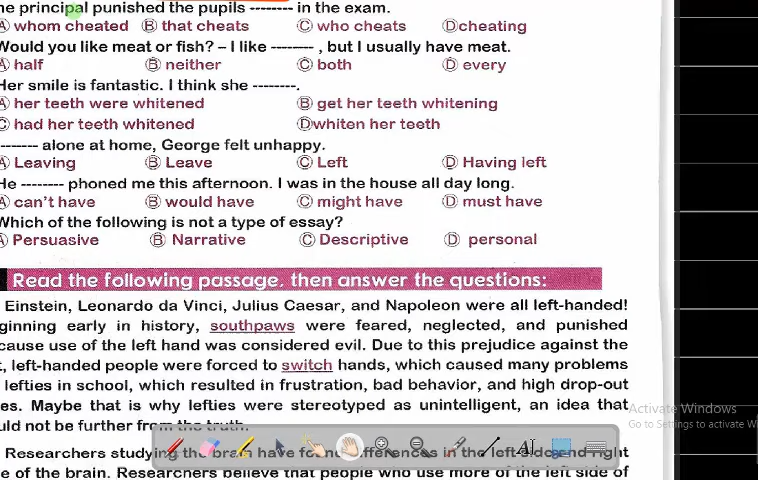 ne principal punished the pupils -------- in the exam.
Ⓐ whom cheated Ⓑ that cheats Ⓒ who cheats Ⓓcheating
Would you like meat or fish? – I like -------- , but I usually have meat.
Ⓐ half Ⓑ neither Ⓒ both Ⓓ every
Her smile is fantastic. I think she --------.
Ⓐ her teeth were whitened Ⓑ get her teeth whitening
Ⓒ had her teeth whitened Ⓓwhiten her teeth
------- alone at home, George felt unhappy.
Ⓐ Leaving Ⓑ Leave Ⓒ Left Ⓓ Having left
He -------- phoned me this afternoon. I was in the house all day long.
Ⓐ can't have Ⓑ would have Ⓒ might have Ⓓ must have
Which of the following is not a type of essay?
Ⓐ Persuasive Ⓑ Narrative Ⓒ Descriptive Ⓓ personal
Read the following passage, then answer the questions:
Einstein, Leonardo da Vinci, Julius Caesar, and Napoleon were all left-handed!
ginning early in history, southpaws were feared, neglected, and punished
cause use of the left hand was considered evil. Due to this prejudice against the
t, left-handed people were forced to switch hands, which caused many problems
lefties in school, which resulted in frustration, bad behavior, and high drop-out
es. Maybe that is why lefties were stereotyped as unintelligent, an idea that
uld not be further from the truth.
Researchers studying the brain have found differences in the left side and right
e of the brain. Researchers believe that people who use more of the left side of
Activate Windows
Go to Settings to activate Wi